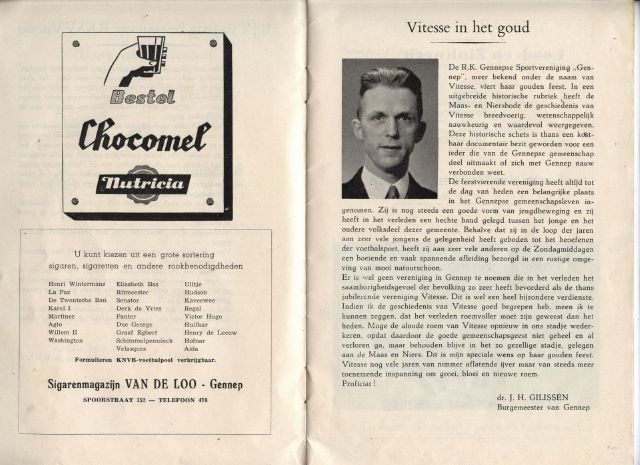 Bestel
Chocomel
Nutricia
U kunt kiezen uit een grote sortering
sigaren, sigaretten en andere rookbenodigdheden
Henri Wintermans Elizabeth Bas Uiltje
La Paz Ritmeester Hudson
De Twentsche Ban Senator Kaveewee
Karel I Derk de Vries Regal
Martinez Panter Victor Hugo
Agio Duc George Huifkar
Willem II Graaf Egbert Henry de Leeuw
Washington Schimmelpenninck Hofnar
Velasques Aida
Formulieren KNVB-voetbalpool verkrijgbaar.
Sigarenmagazijn VAN DE LOO - Gennep
SPOORSTRAAT 152 — TELEFOON 478
Vitesse in het goud
De R.K. Gennepse Sportvereniging „Gen-
nep", meer bekend onder de naam van
Vitesse, viert haar gouden feest. In een
uitgebreide historische rubriek heeft de
Maas- en Niersbode de geschiedenis van
Vitesse breedvoerig, wetenschappelijk
nauwkeurig en waardevol weergegeven.
Deze historische schets is thans een kost-
baar documentair bezit geworden voor een
ieder die van de Gennepse gemeenschap
deel uitmaakt of zich met Gennep nauw
verbonden weet.
De feestvierende vereniging heeft altijd tot
de dag van heden een belangrijke plaats
in het Gennepse gemeenschapsleven in-
genomen. Zij is nog steeds een goede vorm van jeugdbeweging en zij
heeft in het verleden een hechte band gelegd tussen het jonge en het
oudere volksdeel dezer gemeente. Behalve dat zij in de loop der jaren
aan zeer vele jongens de gelegenheid heeft geboden tot het beoefenen
der voetbalsport, heeft zij aan zeer vele anderen op de Zondagmiddagen
een boeiende en vaak spannende afleiding bezorgd in een rustige omge-
ving van mooi natuurschoon.
Er is wel geen vereniging in Gennep te noemen die in het verleden het
saamhorigheidsgevoel der bevolking zo zeer heeft bevorderd als de thans
jubileerende vereniging Vitesse. Dit is wel een heel bijzondere verdienste.
Indien ik de geschiedenis van Vitesse goed begrepen heb, meen ik te
kunnen zeggen, dat het verleden roemvoller moet zijn geweest dan het
heden. Moge de aloude roem van Vitesse opnieuw in ons stadje weder-
keren, opdat daardoor de goede gemeenschapsgeest niet geheel en al
verloren ga, maar behouden blijve in het zo gezellige stadje, gelegen
aan de Maas en Niers. Dit is mijn speciale wens op haar gouden feest.
Vitesse nog vele jaren van nimmer aflatende ijver maar van steeds meer
toenemende inspanning om groei, bloei en nieuwe roem.
Proficiat !
dr. J. H. GILISSEN
Burgemeester van Gennep